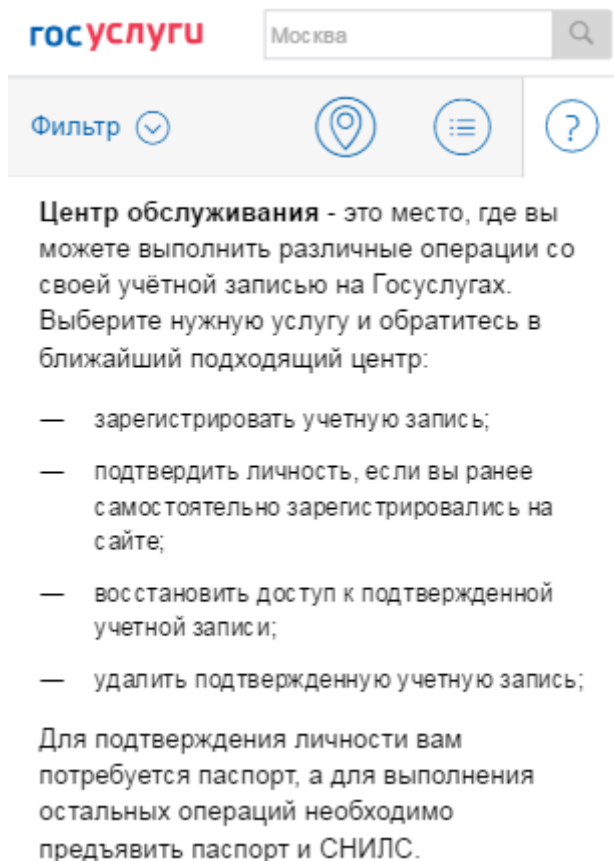 госуслуги
Москва
Фильтр
?
Центр обслуживания - это место, где вы
можете выполнить различные операции со
своей учётной записью на Госуслугах.
Выберите нужную услугу и обратитесь в
ближайший подходящий центр:
— зарегистрировать учетную запись;
— подтвердить личность, если вы ранее
самостоятельно зарегистрировались на
сайте;
— восстановить доступ к подтвержденной
учетной записи;
— удалить подтвержденную учетную запись;
Для подтверждения личности вам
потребуется паспорт, а для выполнения
остальных операций необходимо
предъявить паспорт и СНИЛС.